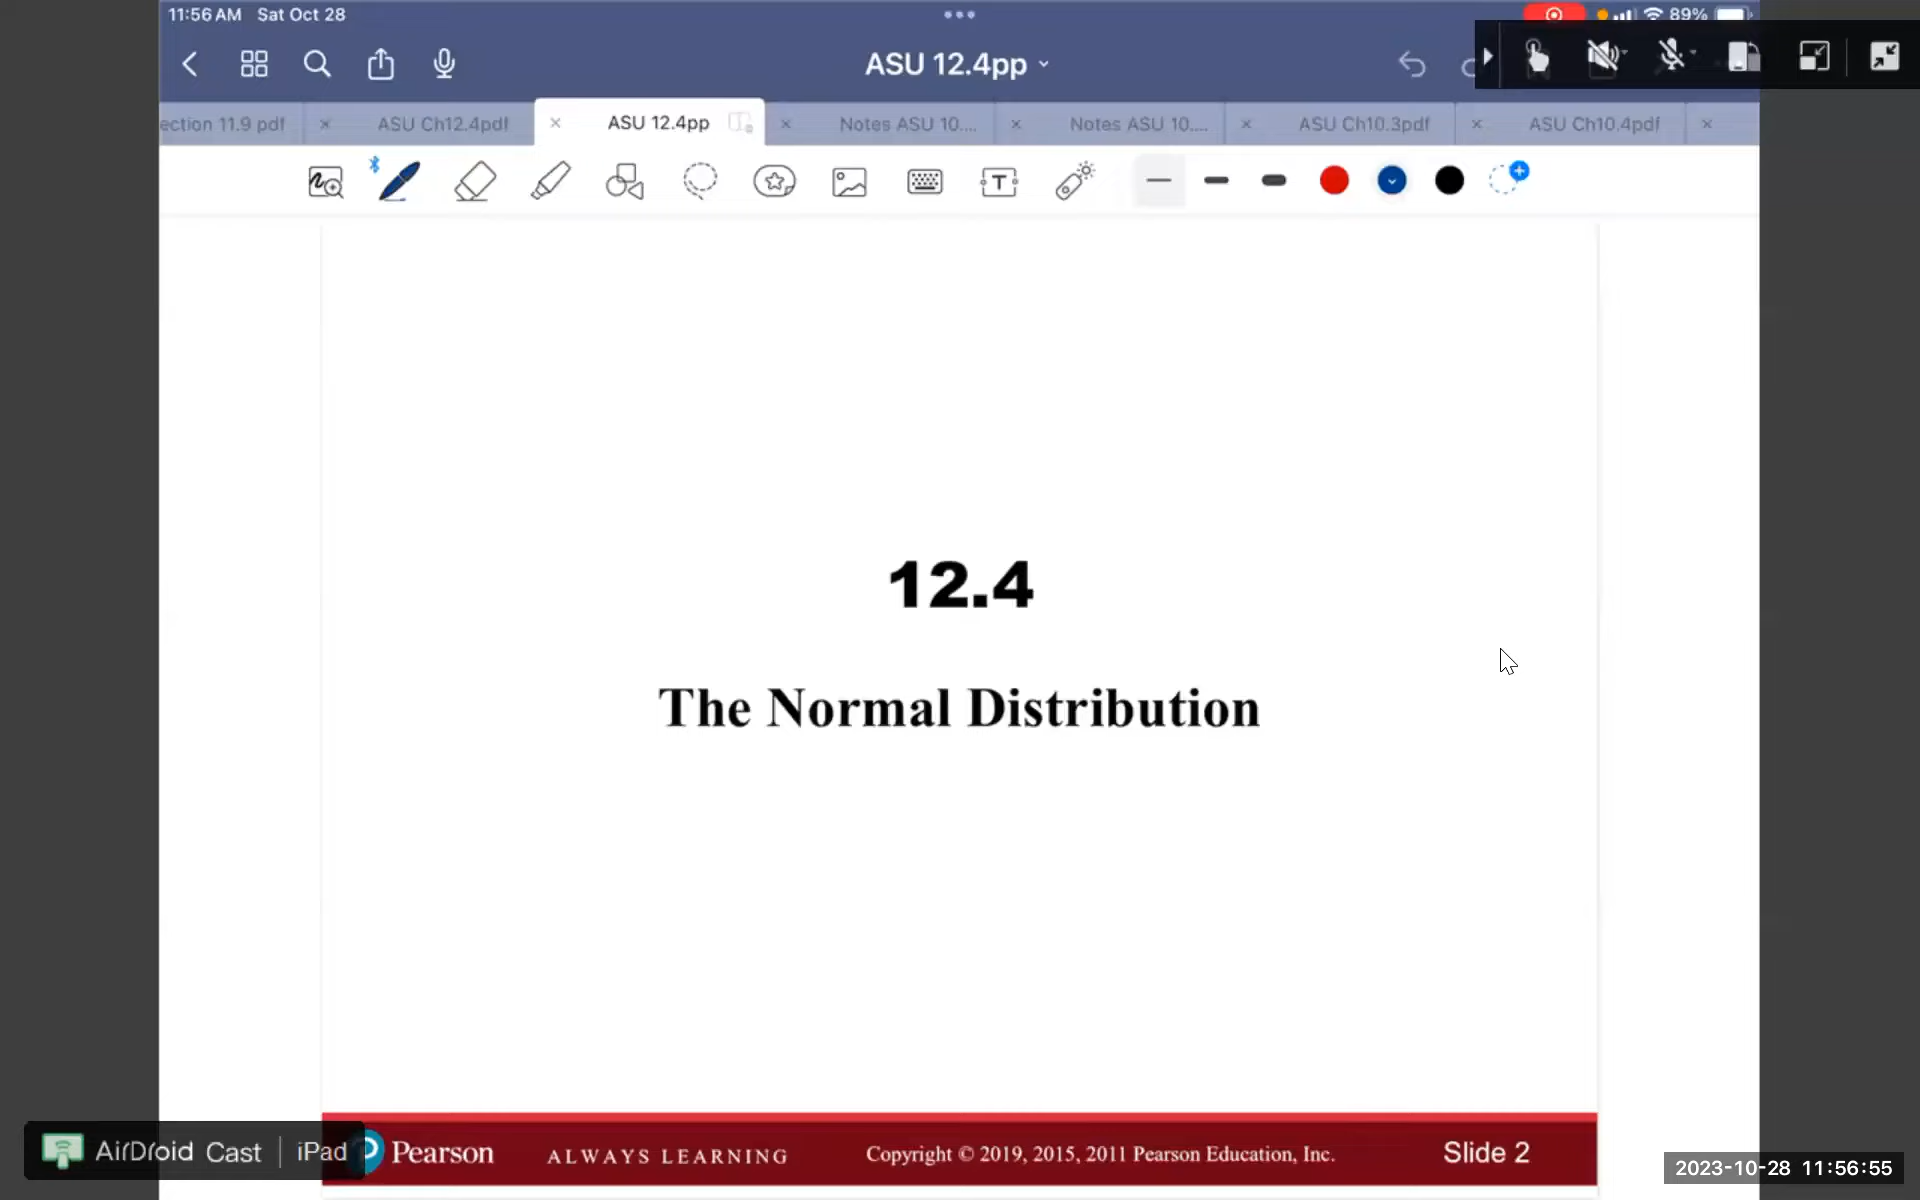 11:56 AM Sat Oct 28
89%
ASU 12.4pp
ection 11.9 pdf
ASU Ch12.4pdf
ASU 12.4pp
Notes ASU 10....
Notes ASU 10....
ASU Ch10.3pdf
ASU Ch10.4pdf
T
12.4
The Normal Distribution
AirDroid Cast | iPad
Pearson
ALWAYS LEARNING
Copyright © 2019, 2015, 2011 Pearson Education, Inc.
Slide 2
2023-10-28 11:56:55